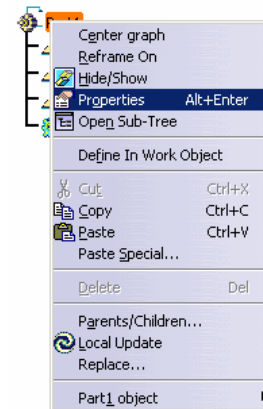 Center graph
Reframe On
Hide/Show
Properties Alt+Enter
Open Sub-Tree
Define In Work Object
Cut Ctrl+X
Copy Ctrl+C
Paste Ctrl+V
Paste Special...
Delete Del
Parents/Children...
Local Update
Replace...
Part1 object